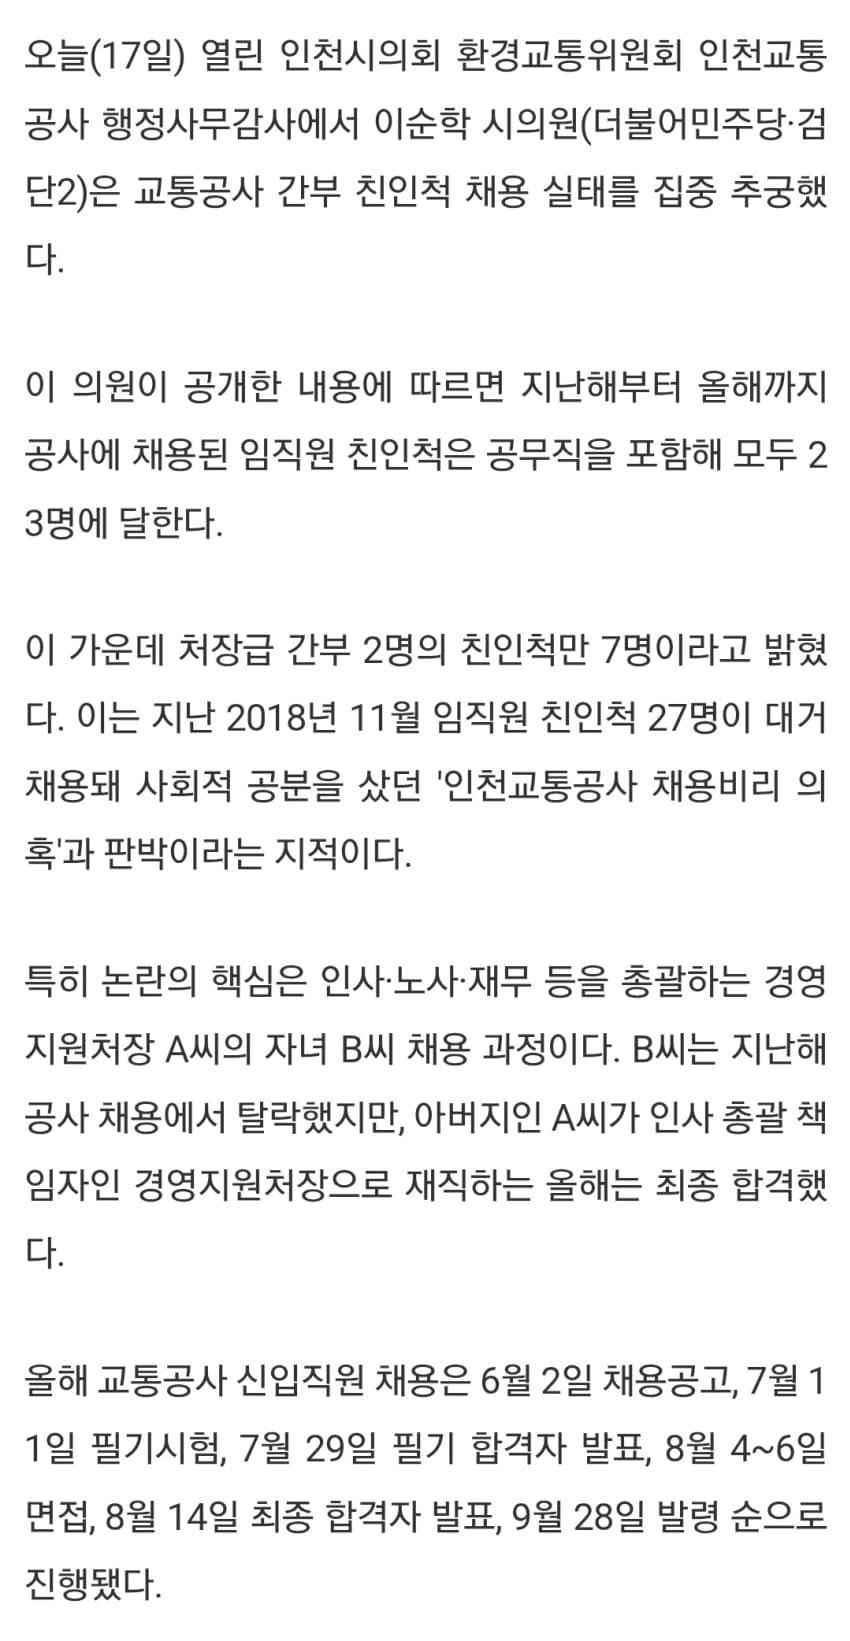 오늘(17일) 열린 인천시의회 환경교통위원회 인천교통
공사 행정사무감사에서 이순학 시의원(더불어민주당·검
단2)은 교통공사 간부 친인척 채용 실태를 집중 추궁했
다.
이 의원이 공개한 내용에 따르면 지난해부터 올해까지
공사에 채용된 임직원 친인척은 공무직을 포함해 모두 2
3명에 달한다.
이 가운데 처장급 간부 2명의 친인척만 7명이라고 밝혔
다. 이는 지난 2018년 11월 임직원 친인척 27명이 대거
채용돼 사회적 공분을 샀던 '인천교통공사 채용비리 의
혹'과 판박이라는 지적이다.
특히 논란의 핵심은 인사·노사·재무 등을 총괄하는 경영
지원처장 A씨의 자녀 B씨 채용 과정이다. B씨는 지난해
공사 채용에서 탈락했지만, 아버지인 A씨가 인사 총괄 책
임자인 경영지원처장으로 재직하는 올해는 최종 합격했
다.
올해 교통공사 신입직원 채용은 6월 2일 채용공고, 7월 1
1일 필기시험, 7월 29일 필기 합격자 발표, 8월 4~6일
면접, 8월 14일 최종 합격자 발표, 9월 28일 발령 순으로
진행됐다.